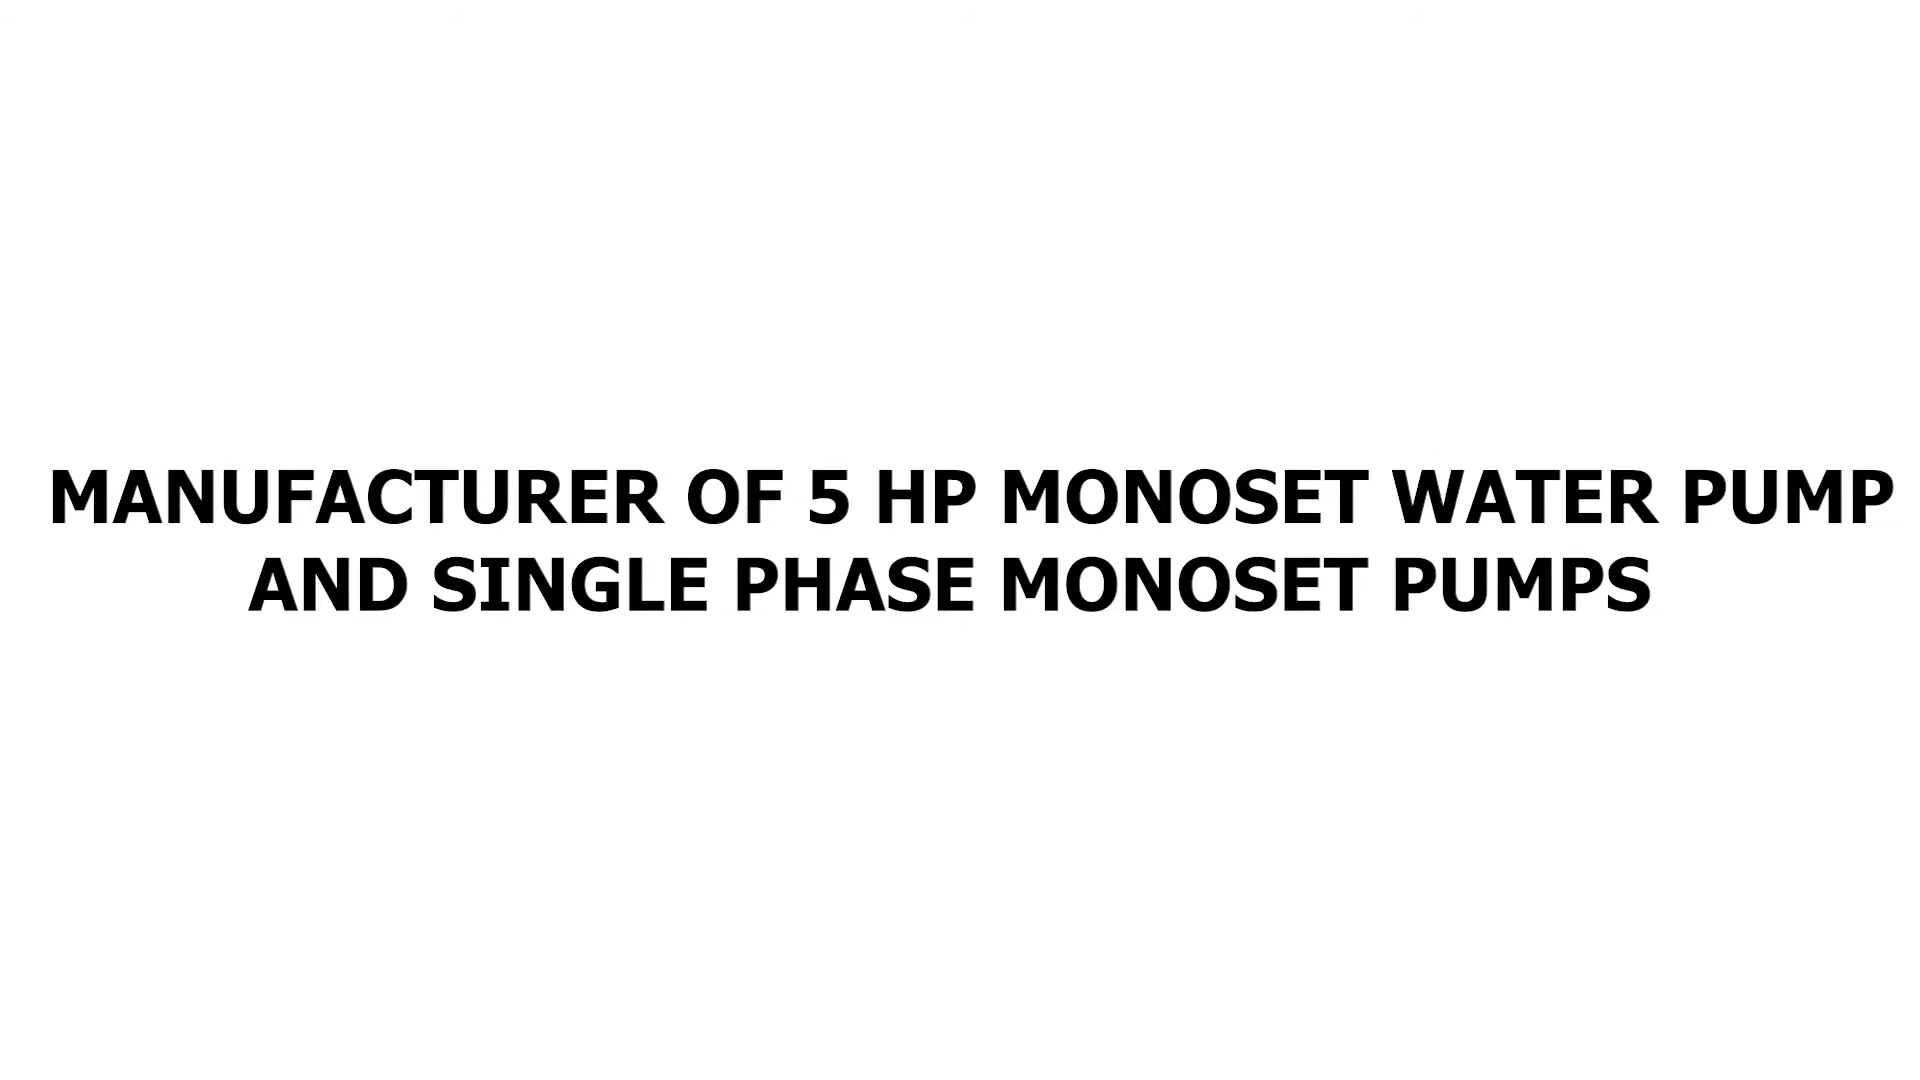 MANUFACTURER OF 5 HP MONOSET WATER PUMP
AND SINGLE PHASE MONOSET PUMPS